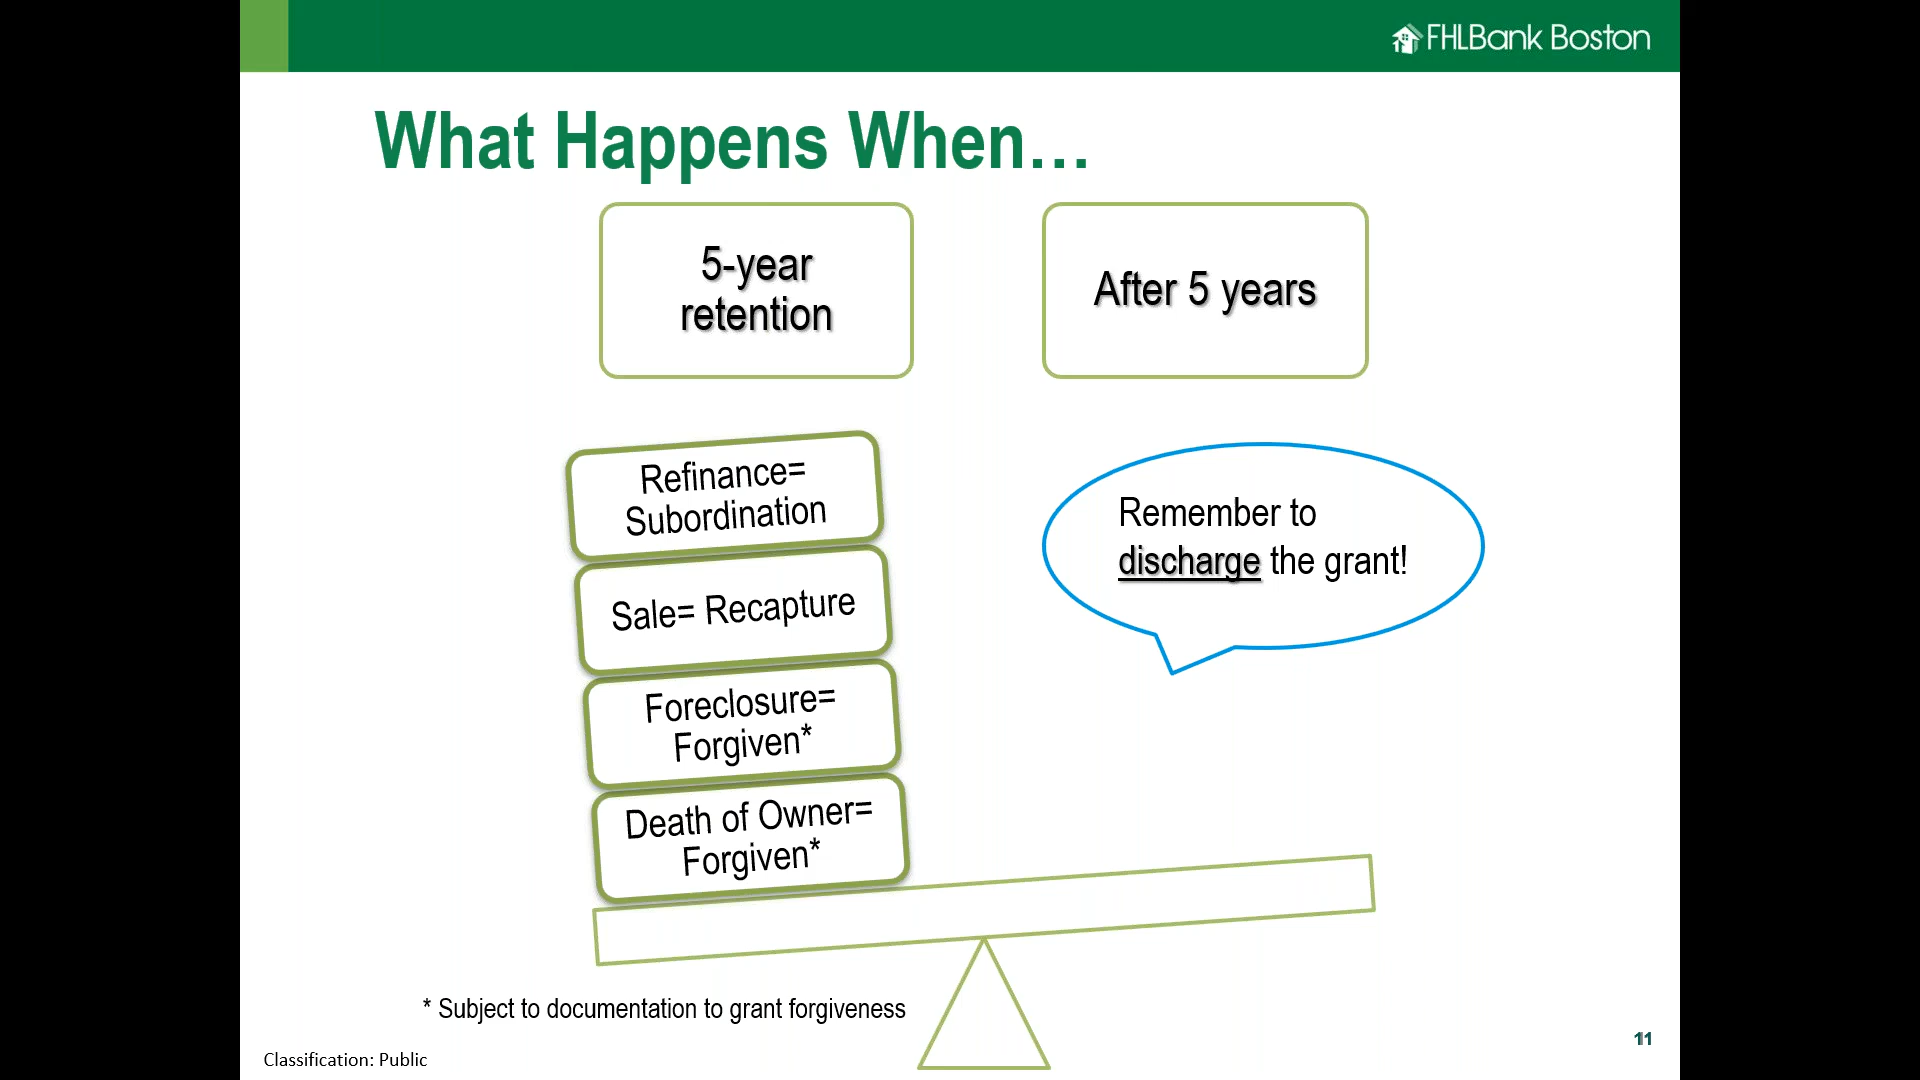 FHLBank Boston
What Happens When...
5-year
retention
After 5 years
Refinance=
Subordination
Sale= Recapture
Foreclosure=
Forgiven*
Death of Owner=
Forgiven*
Remember to
discharge the grant!
* Subject to documentation to grant forgiveness
11
Classification: Public